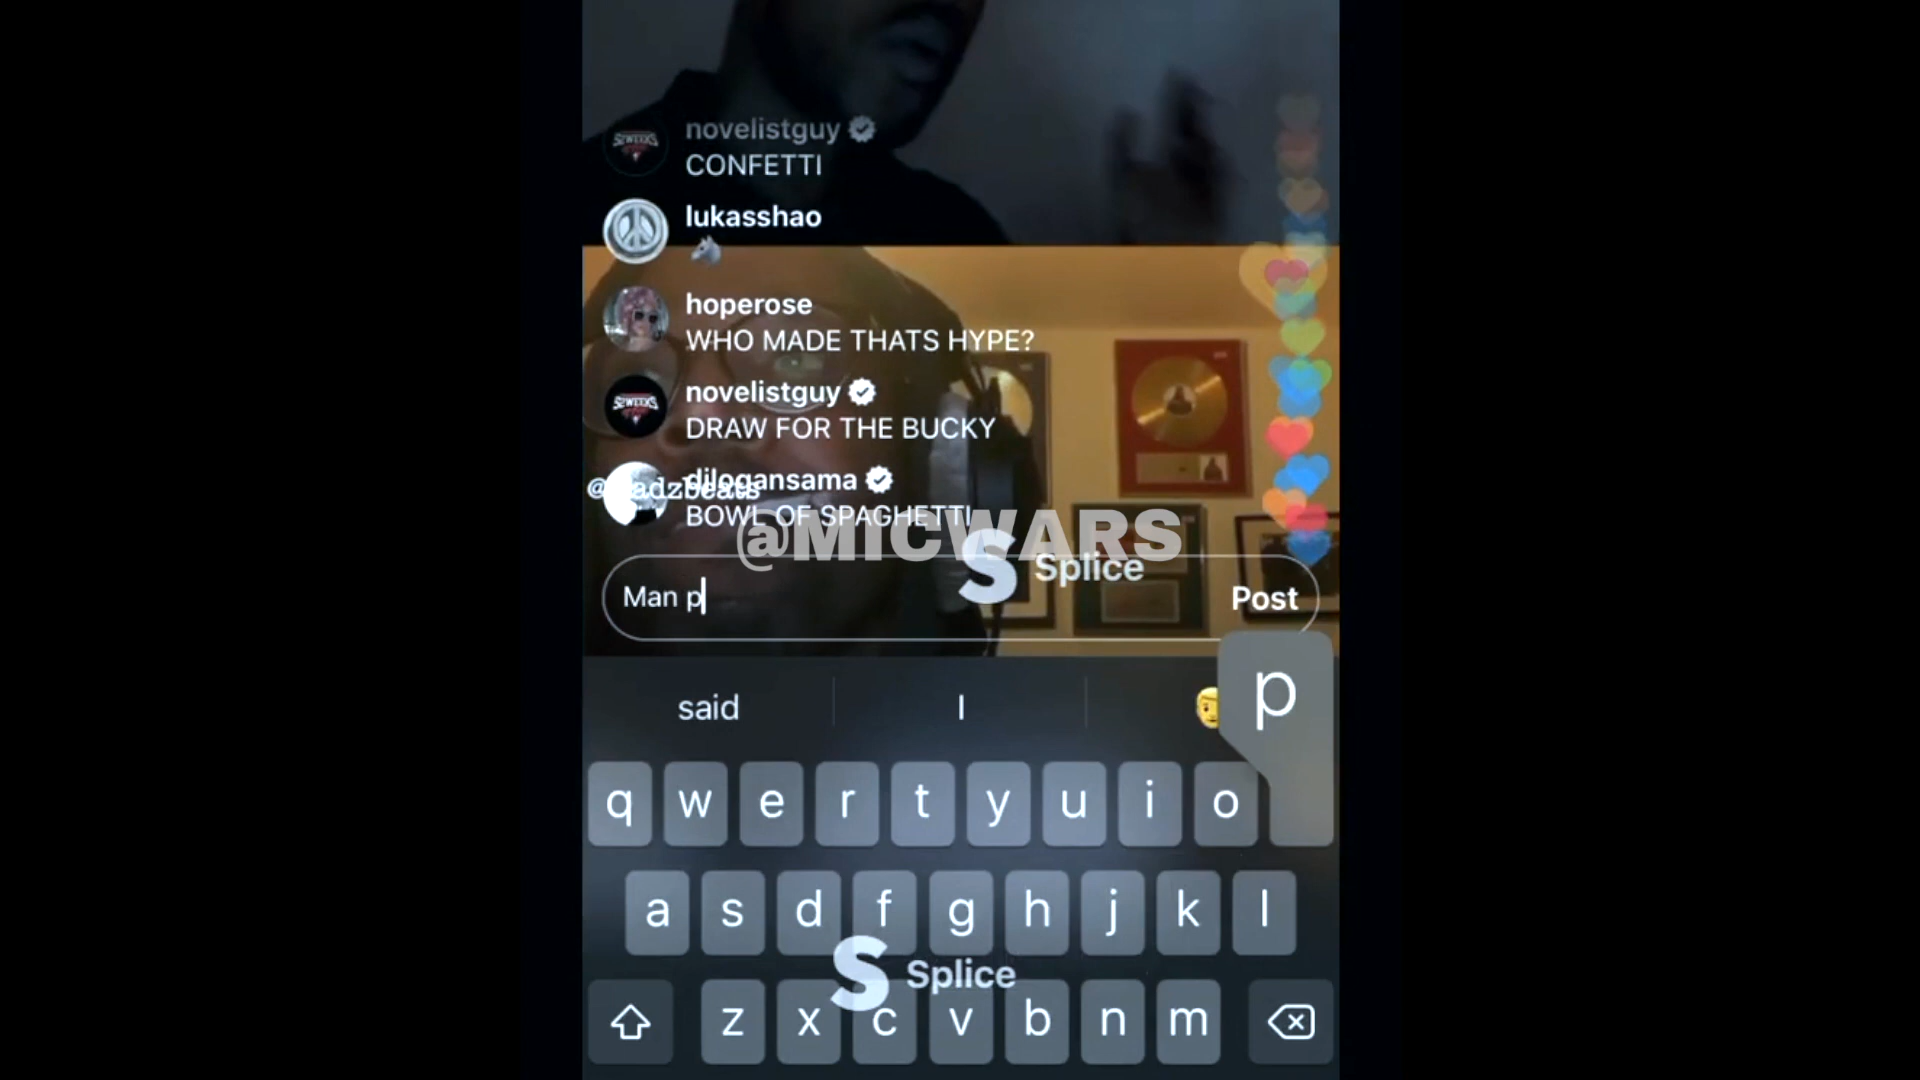 novelistguy
CONFETTI
lukasshao
hoperose
WHO MADE THATS HYPE?
novelistguy
DRAW FOR THE BUCKY
djlogansama
BOWL OF SPAGHETTI
@MICWARS
Splice
Man p
Post
said
I
p
q w e r t y u i o
a s d f g h j k l
Splice
z x c v b n m